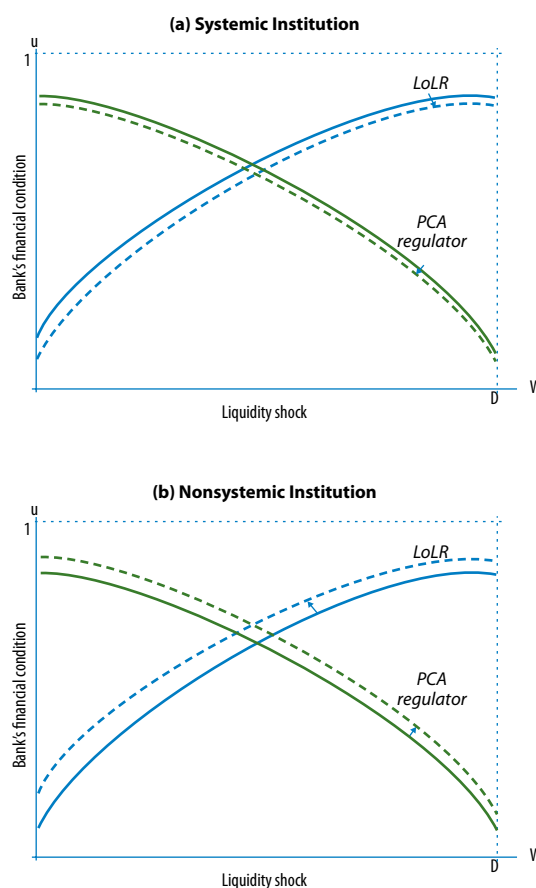 (a) Systemic Institution
u
1
LoLR
PCA
regulator
Bank's financial condition
D
V
Liquidity shock
(b) Nonsystemic Institution
u
1
LoLR
PCA
regulator
Bank's financial condition
D
V
Liquidity shock